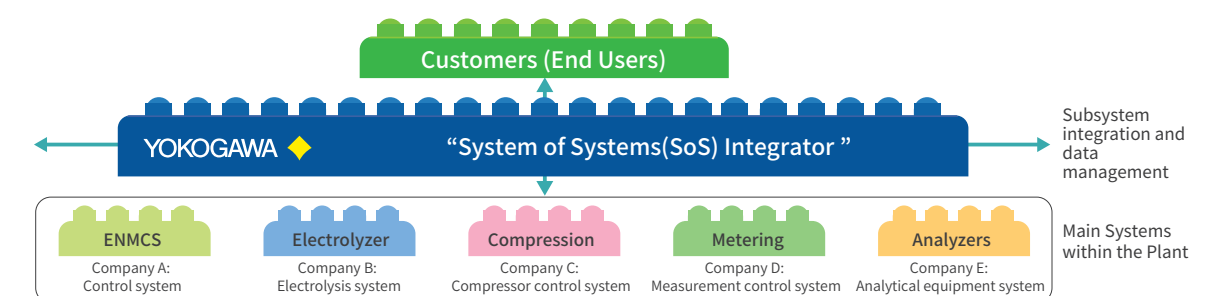 Customers (End Users)
YOKOGAWA
“System of Systems(SoS) Integrator ”
Subsystem
integration and
data
management
ENMCS
Electrolyzer
Compression
Metering
Analyzers
Main Systems
within the Plant
Company A:
Control system
Company B:
Electrolysis system
Company C:
Compressor control system
Company D:
Measurement control system
Company E:
Analytical equipment system